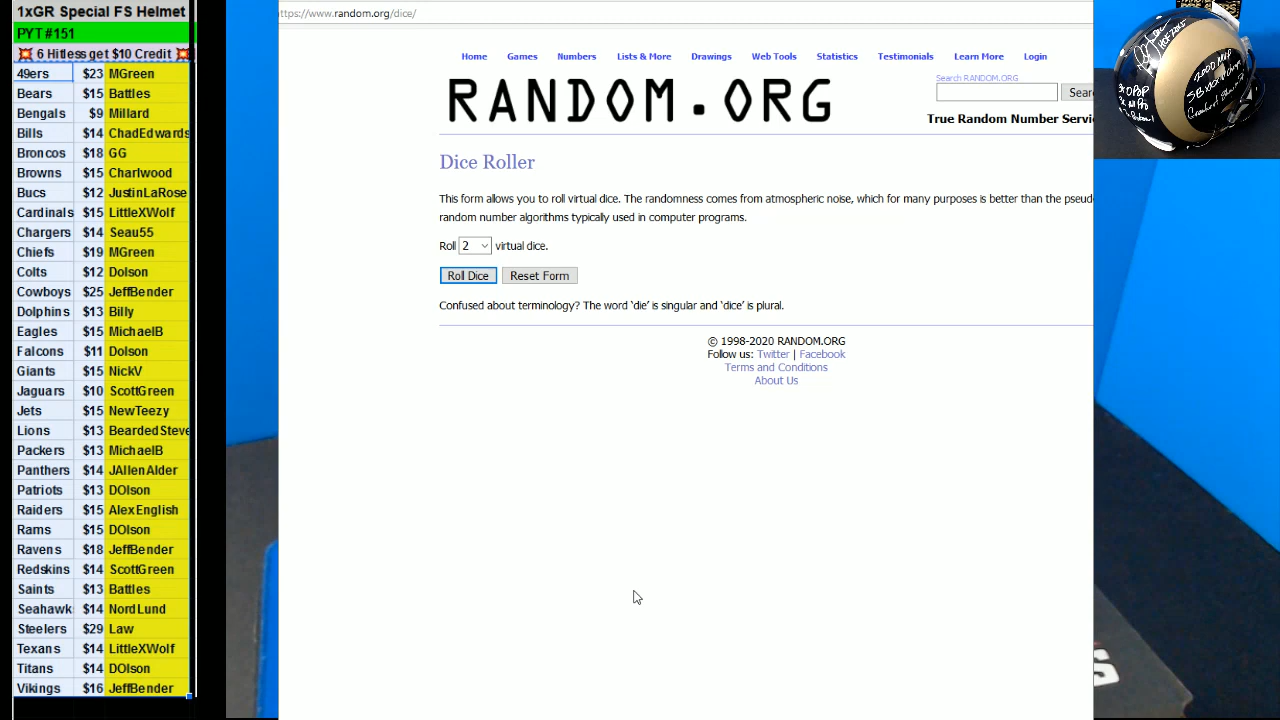 1xGR Special FS Helmet
PYT #151
💥 6 Hitless get $10 Credit 💥
49ers $23 MGreen
Bears $15 Battles
Bengals $9 Millard
Bills $14 ChadEdwards
Broncos $18 GG
Browns $15 Charlwood
Bucs $12 JustinLaRose
Cardinals $15 LittleXWolf
Chargers $14 Seau55
Chiefs $19 MGreen
Colts $12 Dolson
Cowboys $25 JeffBender
Dolphins $13 Billy
Eagles $15 MichaelB
Falcons $11 Dolson
Giants $15 NickV
Jaguars $10 ScottGreen
Jets $15 NewTeezy
Lions $13 BeardedSteve
Packers $13 MichaelB
Panthers $14 JAllenAlder
Patriots $13 DOlson
Raiders $15 AlexEnglish
Rams $15 DOlson
Ravens $18 JeffBender
Redskins $14 ScottGreen
Saints $13 Battles
Seahawk $14 NordLund
Steelers $29 Law
Texans $14 LittleXWolf
Titans $14 DOlson
Vikings $16 JeffBender
https://www.random.org/dice/
Home Games Numbers Lists & More Drawings Web Tools Statistics Testimonials Learn More Login
RANDOM.ORG
Search RANDOM.ORG
Sear
True Random Number Servi
Dice Roller
This form allows you to roll virtual dice. The randomness comes from atmospheric noise, which for many purposes is better than the pseudo
random number algorithms typically used in computer programs.
Roll 2 virtual dice.
Roll Dice Reset Form
Confused about terminology? The word ‘die’ is singular and ‘dice’ is plural.
© 1998-2020 RANDOM.ORG
Follow us: Twitter | Facebook
Terms and Conditions
About Us
2000 MVP